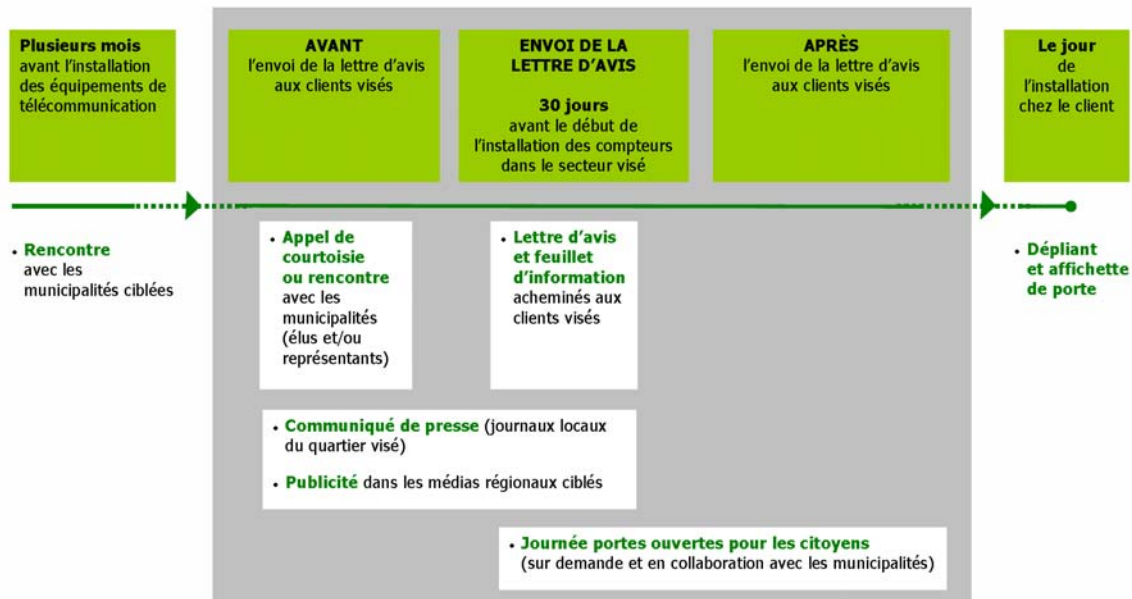 Plusieurs mois
avant l'installation
des équipements de
télécommunication
AVANT
l'envoi de la lettre d'avis
aux clients visés
ENVOI DE LA
LETTRE D'AVIS
30 jours
avant le début de
l'installation des compteurs
dans le secteur visé
APRÈS
l'envoi de la lettre d'avis
aux clients visés
Le jour
de
l'installation
chez le client
• Rencontre
avec les
municipalités ciblées
• Appel de
courtoisie
ou rencontre
avec les
municipalités
(élus et/ou
représentants)
• Lettre d'avis
et feuillet
d'information
acheminés aux
clients visés
• Dépliant
et affichette
de porte
• Communiqué de presse (journaux locaux
du quartier visé)
• Publicité dans les médias régionaux ciblés
• Journée portes ouvertes pour les citoyens
(sur demande et en collaboration avec les municipalités)